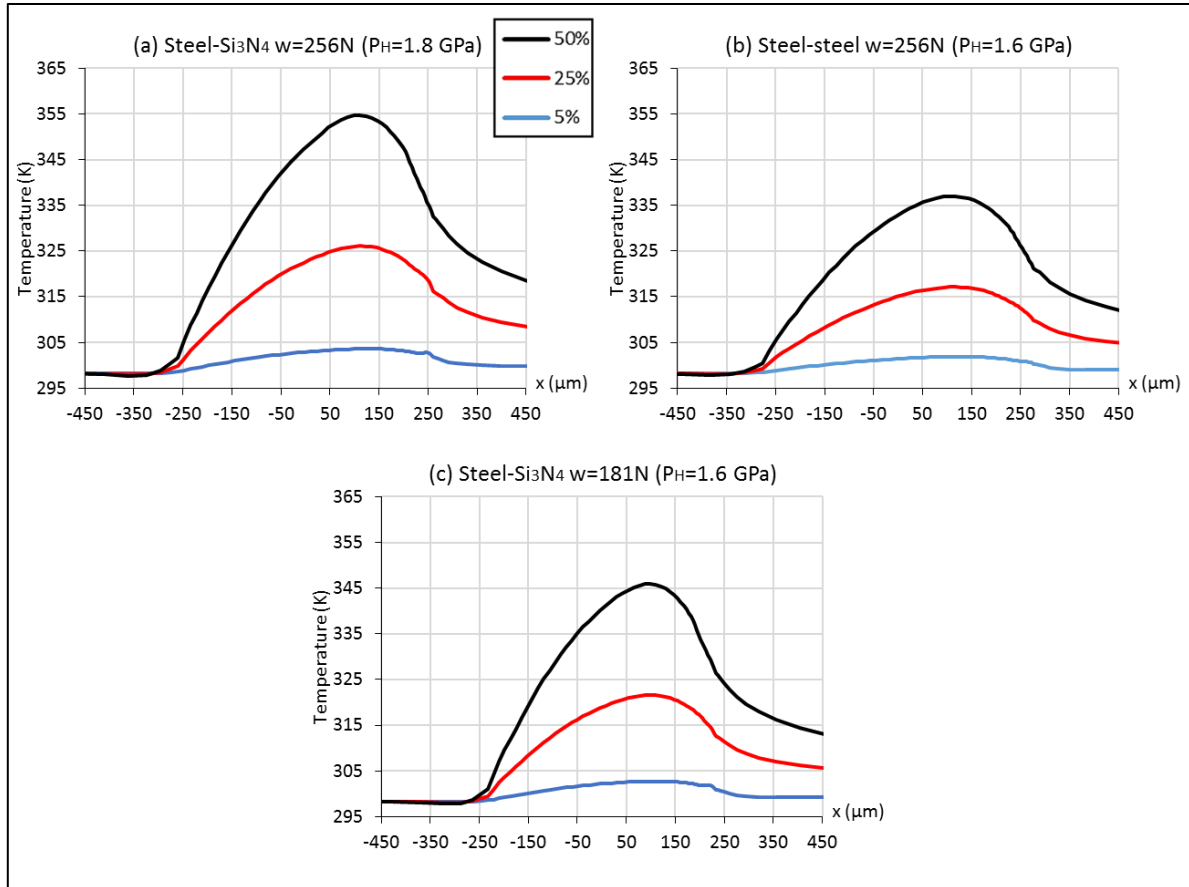 (a) Steel-Si3N4 w=256N (PH=1.8 GPa)
50%
25%
5%
(b) Steel-steel w=256N (PH=1.6 GPa)
365
355
345
335
325
315
305
295
Temperature (K)
-450 -350 -250 -150 -50 50 150 250 350 450
x (µm)
365
355
345
335
325
315
305
295
Temperature (K)
-450 -350 -250 -150 -50 50 150 250 350 450
x (µm)
(c) Steel-Si3N4 w=181N (PH=1.6 GPa)
365
355
345
335
325
315
305
295
Temperature (K)
-450 -350 -250 -150 -50 50 150 250 350 450
x (µm)